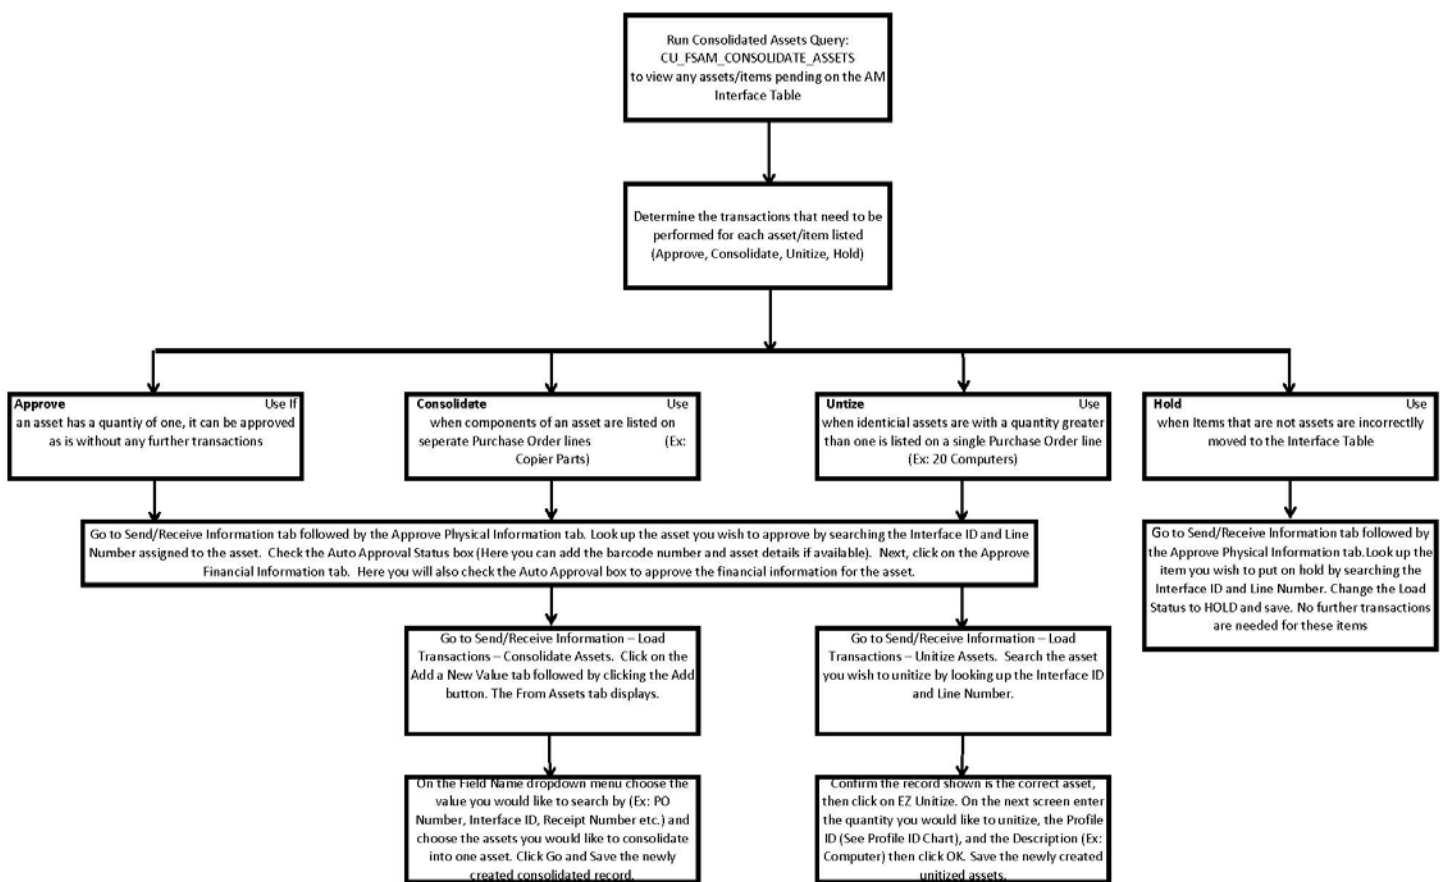 Run Consolidated Assets Query:
CU_FSAM_CONSOLIDATE_ASSETS
to view any assets/items pending on the AM
Interface Table
Determine the transactions that need to be
performed for each asset/item listed
(Approve, Consolidate, Unitize, Hold)
Approve Use If
an asset has a quantiy of one, it can be approved
as is without any further transactions
Consolidate Use
when components of an asset are listed on
seperate Purchase Order lines (Ex:
Copier Parts)
Untize Use
when identicial assets are with a quantity greater
than one is listed on a single Purchase Order line
(Ex: 20 Computers)
Hold Use
when Items that are not assets are incorrectlly
moved to the Interface Table
Go to Send/Receive Information tab followed by the Approve Physical Information tab. Look up the asset you wish to approve by searching the Interface ID and Line
Number assigned to the asset. Check the Auto Approval Status box (Here you can add the barcode number and asset details if available). Next, click on the Approve
Financial Information tab. Here you will also check the Auto Approval box to approve the financial information for the asset.
Go to Send/Receive Information tab followed by
the Approve Physical Information tab.Look up the
item you wish to put on hold by searching the
Interface ID and Line Number. Change the Load
Status to HOLD and save. No further transactions
are needed for these items
Go to Send/Receive Information – Load
Transactions – Consolidate Assets. Click on the
Add a New Value tab followed by clicking the Add
button. The From Assets tab displays.
Go to Send/Receive Information – Load
Transactions – Unitize Assets. Search the asset
you wish to unitize by looking up the Interface ID
and Line Number.
On the Field Name dropdown menu choose the
value you would like to search by (Ex: PO
Number, Interface ID, Receipt Number etc.) and
choose the assets you would like to consolidate
into one asset. Click Go and Save the newly
created consolidated record.
Confirm the record shown is the correct asset,
then click on EZ Unitize. On the next screen enter
the quantity you would like to unitize, the Profile
ID (See Profile ID Chart), and the Description (Ex:
Computer) then click OK. Save the newly created
unitized assets.